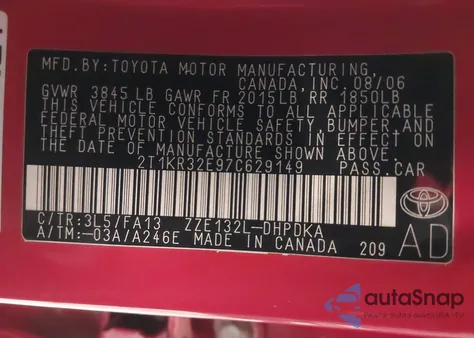 MFD.BY:TOYOTA MOTOR MANUFACTURING,
CANADA,INC. 08/06
GVWR 3845 LB GAWR FR 2015LB RR 1850LB
THIS VEHICLE CONFORMS TO ALL APPLICABLE
FEDERAL MOTOR VEHICLE SAFETY, BUMPER,AND
THEFT PREVENTION STANDARDS IN EFFECT ON
THE DATE OF MANUFACTURE SHOWN ABOVE.
2T1KR32E97C629149 PASS.CAR
C/TR:3L5/FA13 ZZE132L-DHPDKA
A/TM:-03A/A246E MADE IN CANADA 209
AD
autoSnap